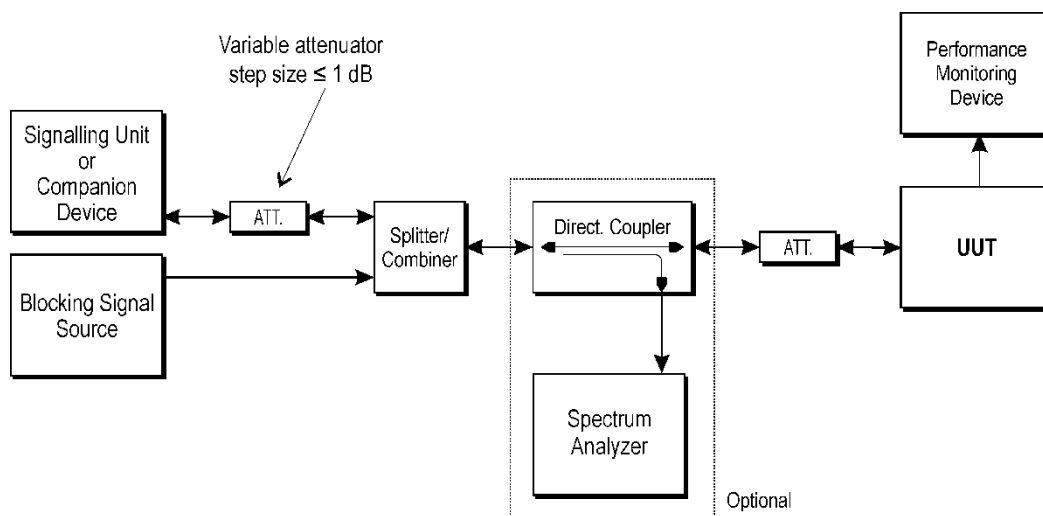 Variable attenuator
step size ≤ 1 dB
Performance
Monitoring
Device
Signalling Unit
or
Companion
Device
ATT.
Splitter/
Combiner
Direct. Coupler
ATT.
UUT
Blocking Signal
Source
Spectrum
Analyzer
Optional